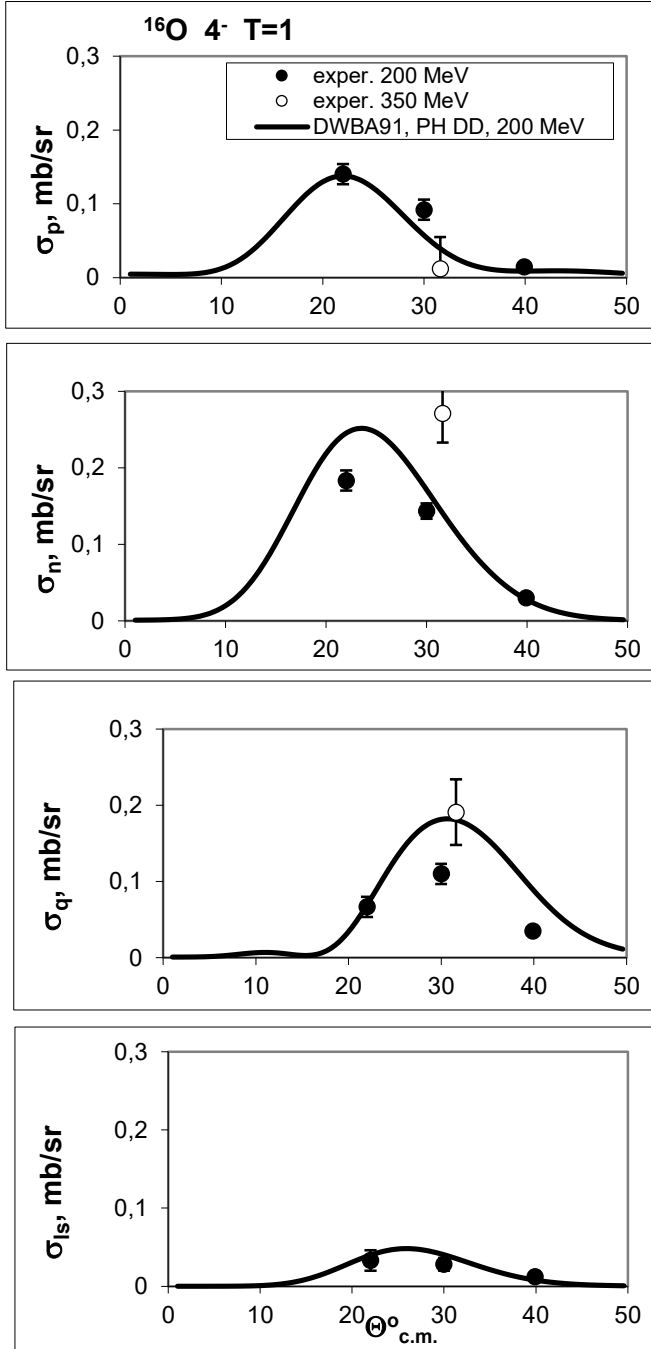 ¹⁶O 4⁻ T=1
exper. 200 MeV
exper. 350 MeV
DWBA91, PH DD, 200 MeV
σp, mb/sr
0,3
0,2
0,1
0
0 10 20 30 40 50
σn, mb/sr
0,3
0,2
0,1
0
0 10 20 30 40 50
σq, mb/sr
0,3
0,2
0,1
0
0 10 20 30 40 50
σls, mb/sr
0,3
0,2
0,1
0
0 10 20 30 40 50
Θ°c.m.